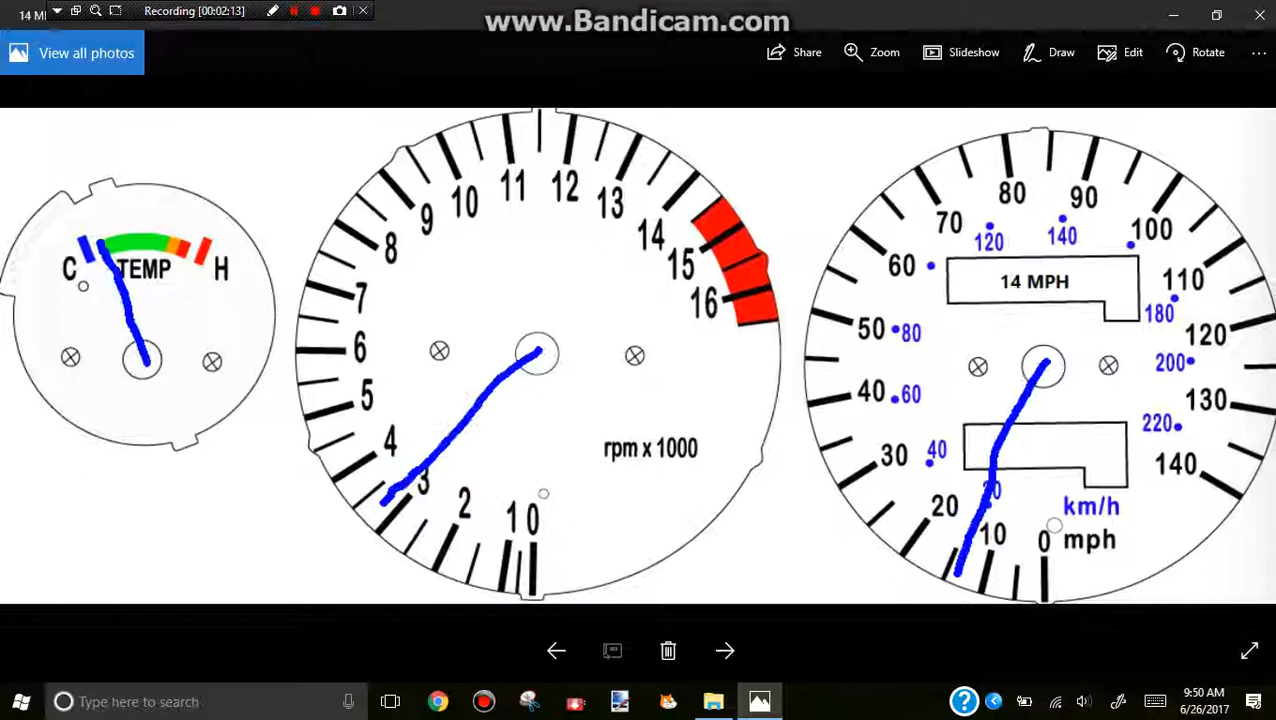 www.Bandicam.com
14 M
Recording [00:02:13]
View all photos
Share
Zoom
Slideshow
Draw
Edit
Rotate
C
TEMP
H
0
1
2
3
4
5
6
7
8
9
10
11
12
13
14
15
16
rpm x 1000
0
10
20
30
40
50
60
70
80
90
100
110
120
130
140
20
40
60
80
120
140
180
200
220
14 MPH
km/h
mph
Type here to search
9:50 AM
6/26/2017